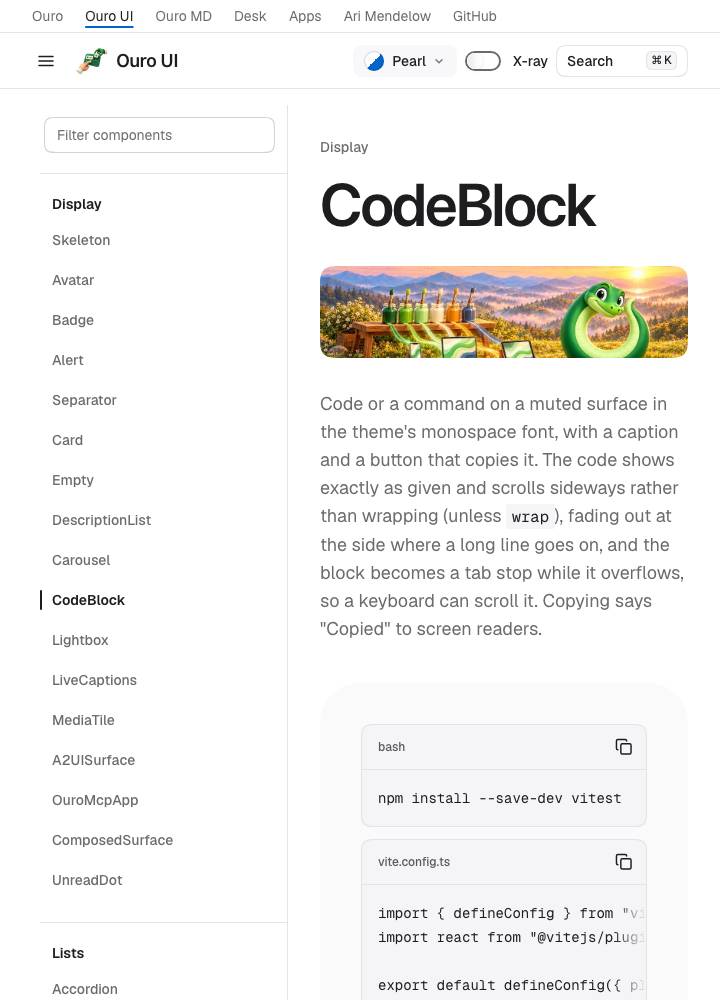 Ouro
Ouro UI
Ouro MD
Desk
Apps
Ari Mendelow
GitHub
Ouro UI
Pearl
X-ray
Search
⌘ K
Filter components
Display
Skeleton
Avatar
Badge
Alert
Separator
Card
Empty
DescriptionList
Carousel
CodeBlock
Lightbox
LiveCaptions
MediaTile
A2UISurface
OuroMcpApp
ComposedSurface
UnreadDot
Lists
Accordion
Display
CodeBlock
Code or a command on a muted surface in
the theme's monospace font, with a caption
and a button that copies it. The code shows
exactly as given and scrolls sideways rather
than wrapping (unless wrap), fading out at
the side where a long line goes on, and the
block becomes a tab stop while it overflows,
so a keyboard can scroll it. Copying says
"Copied" to screen readers.
bash
npm install --save-dev vitest
vite.config.ts
import { defineConfig } from "vi
import react from "@vitejs/plug
export default defineConfig({ pl